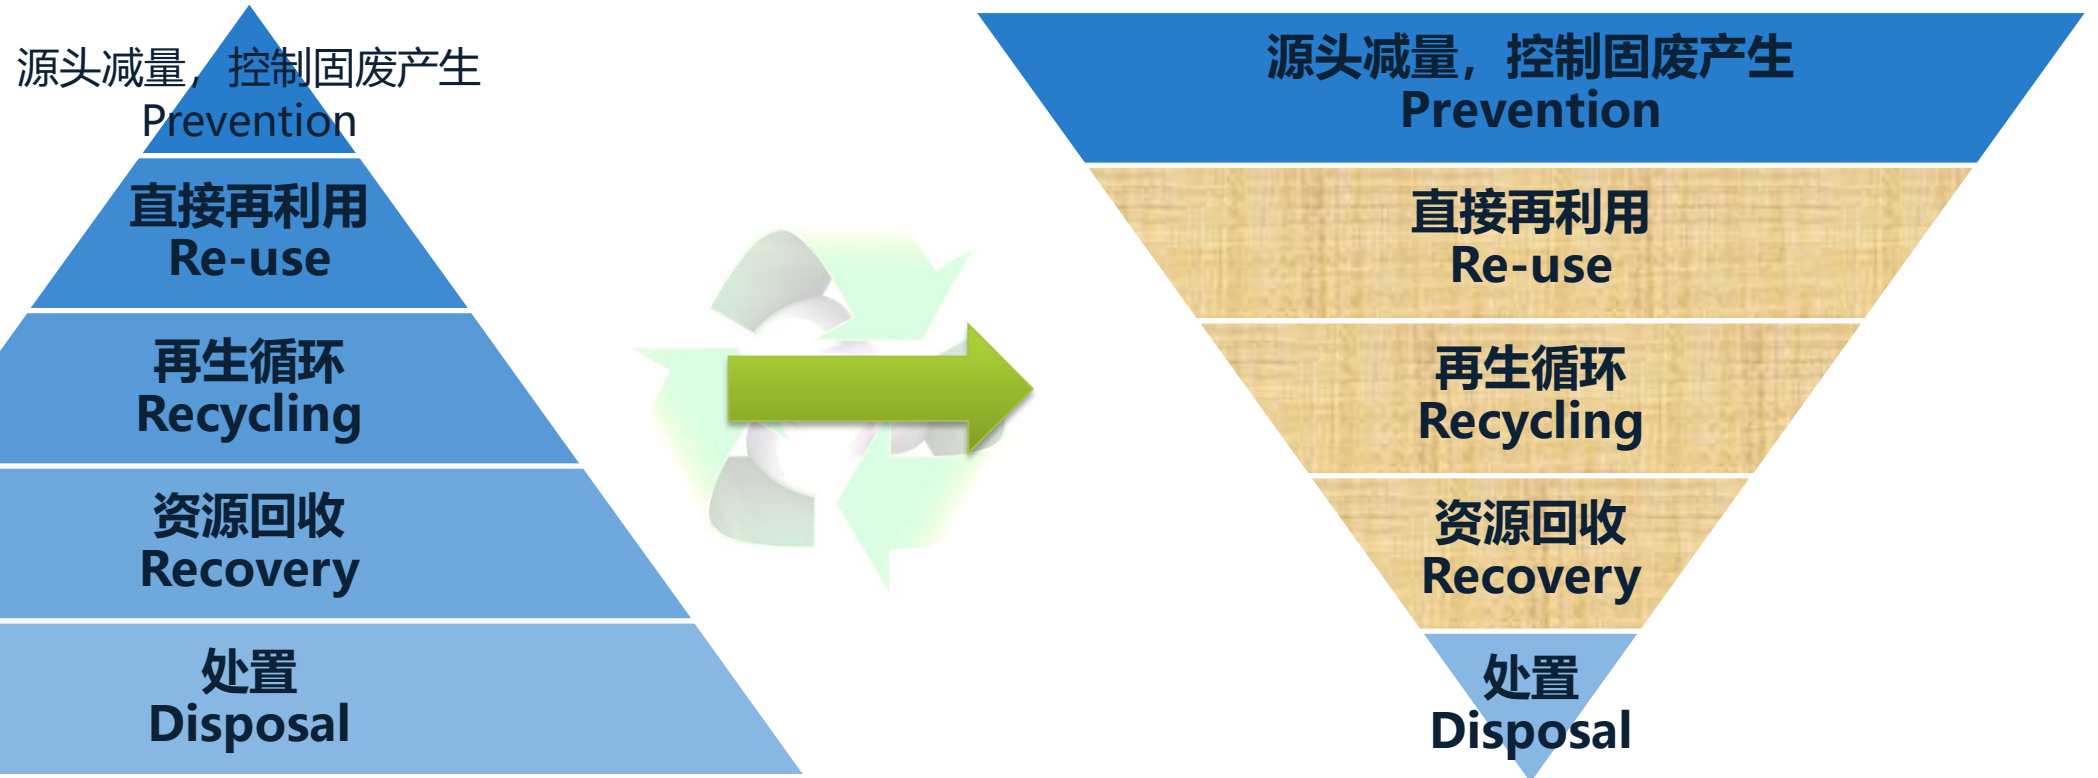 源头减量，控制固废产生
Prevention
直接再利用
Re-use
再生循环
Recycling
资源回收
Recovery
处置
Disposal
源头减量，控制固废产生
Prevention
直接再利用
Re-use
再生循环
Recycling
资源回收
Recovery
处置
Disposal